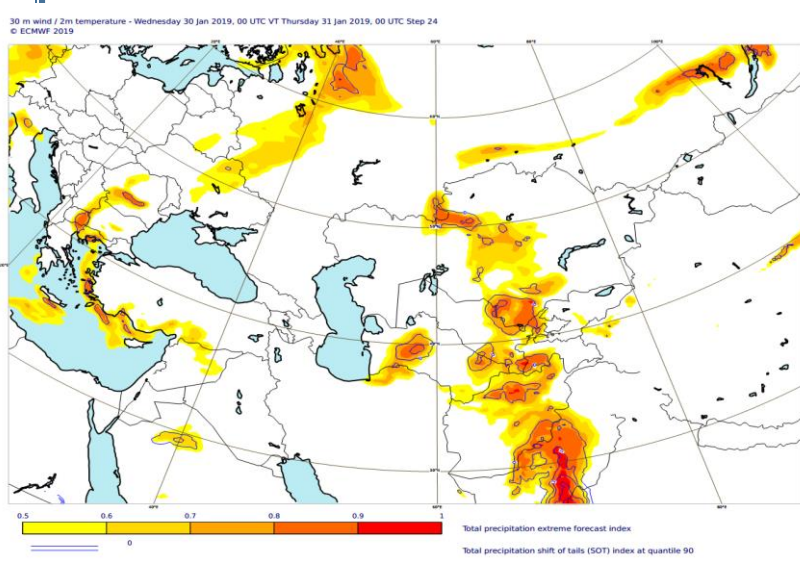 30 m wind / 2m temperature - Wednesday 30 Jan 2019, 00 UTC VT Thursday 31 Jan 2019, 00 UTC Step 24
© ECMWF 2019
0.5 0.6 0.7 0.8 0.9 1
Total precipitation extreme forecast index
0
Total precipitation shift of tails (SOT) index at quantile 90